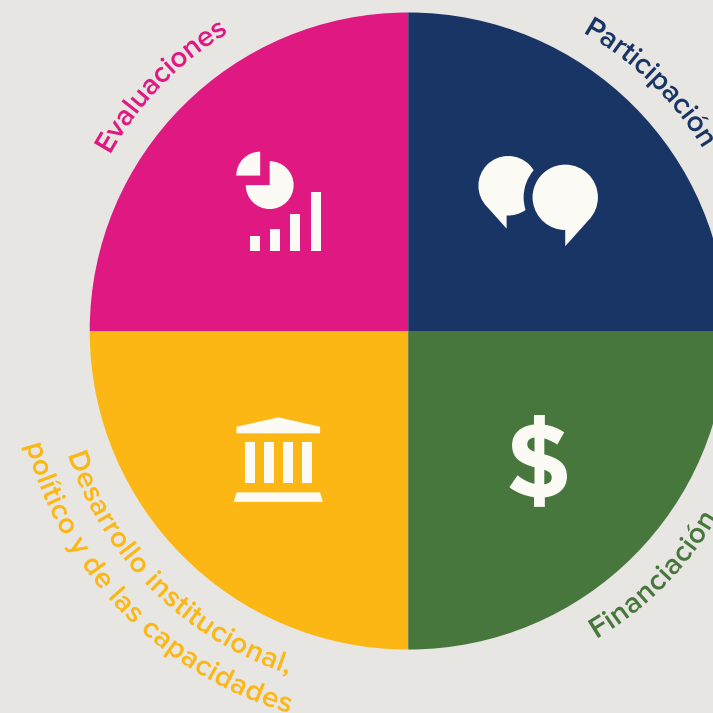 Evaluaciones
Participación
Desarrollo institucional,
político y de las capacidades
Financiación